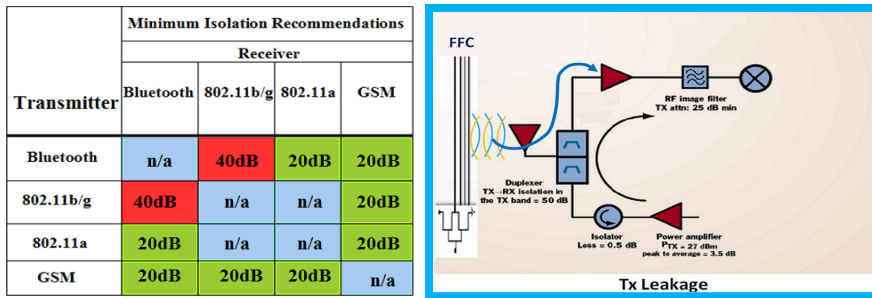 Minimum Isolation Recommendations
Receiver
Transmitter
Bluetooth 802.11b/g 802.11a GSM
Bluetooth n/a 40dB 20dB 20dB
802.11b/g 40dB n/a n/a 20dB
802.11a 20dB n/a n/a 20dB
GSM 20dB 20dB 20dB n/a
FFC
RF image filter
TX attn: 25 dB min
Duplexer
TX→RX isolation in
the TX band = 50 dB
Isolator
Loss = 0.5 dB
Power amplifier
PTX = 27 dBm
peak to average = 3.5 dB
Tx Leakage